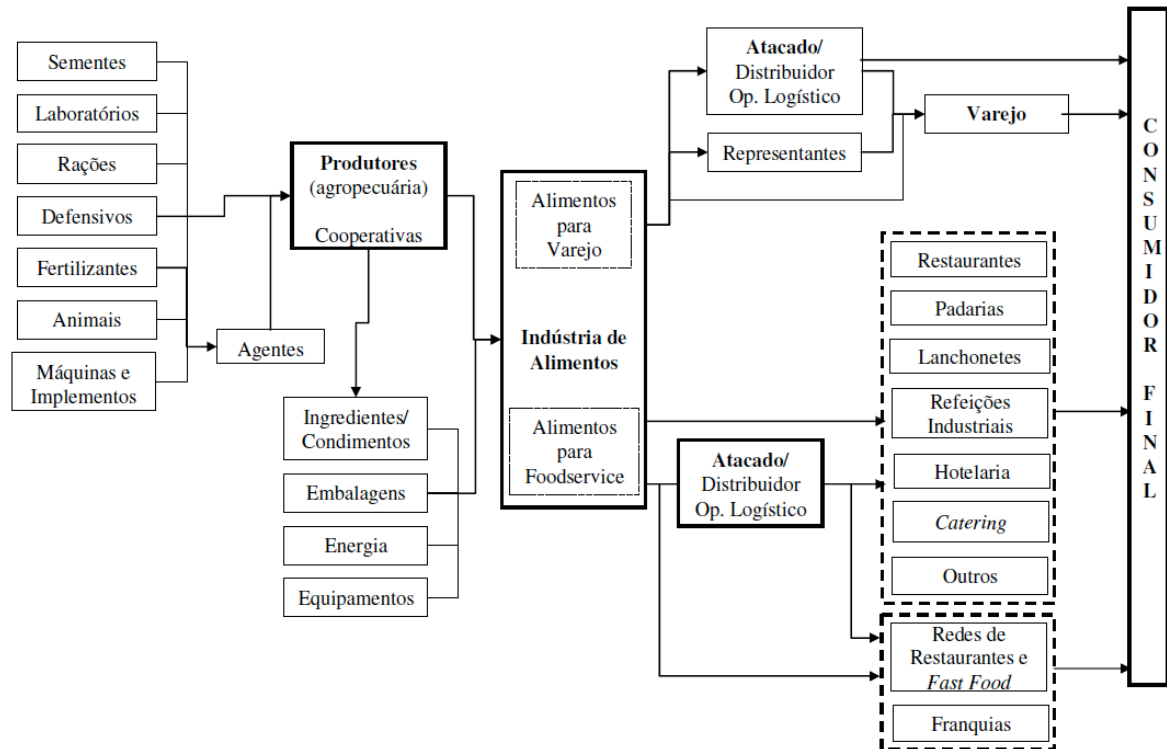 Sementes
Laboratórios
Rações
Defensivos
Fertilizantes
Animais
Máquinas e
Implementos
Agentes
Produtores
(agropecuária)
Cooperativas
Ingredientes/
Condimentos
Embalagens
Energia
Equipamentos
Alimentos
para
Varejo
Indústria de
Alimentos
Alimentos
para
Foodservice
Atacado/
Distribuidor
Op. Logístico
Representantes
Varejo
Atacado/
Distribuidor
Op. Logístico
Restaurantes
Padarias
Lanchonetes
Refeições
Industriais
Hotelaria
Catering
Outros
Redes de
Restaurantes e
Fast Food
Franquias
CONSUMIDOR FINAL